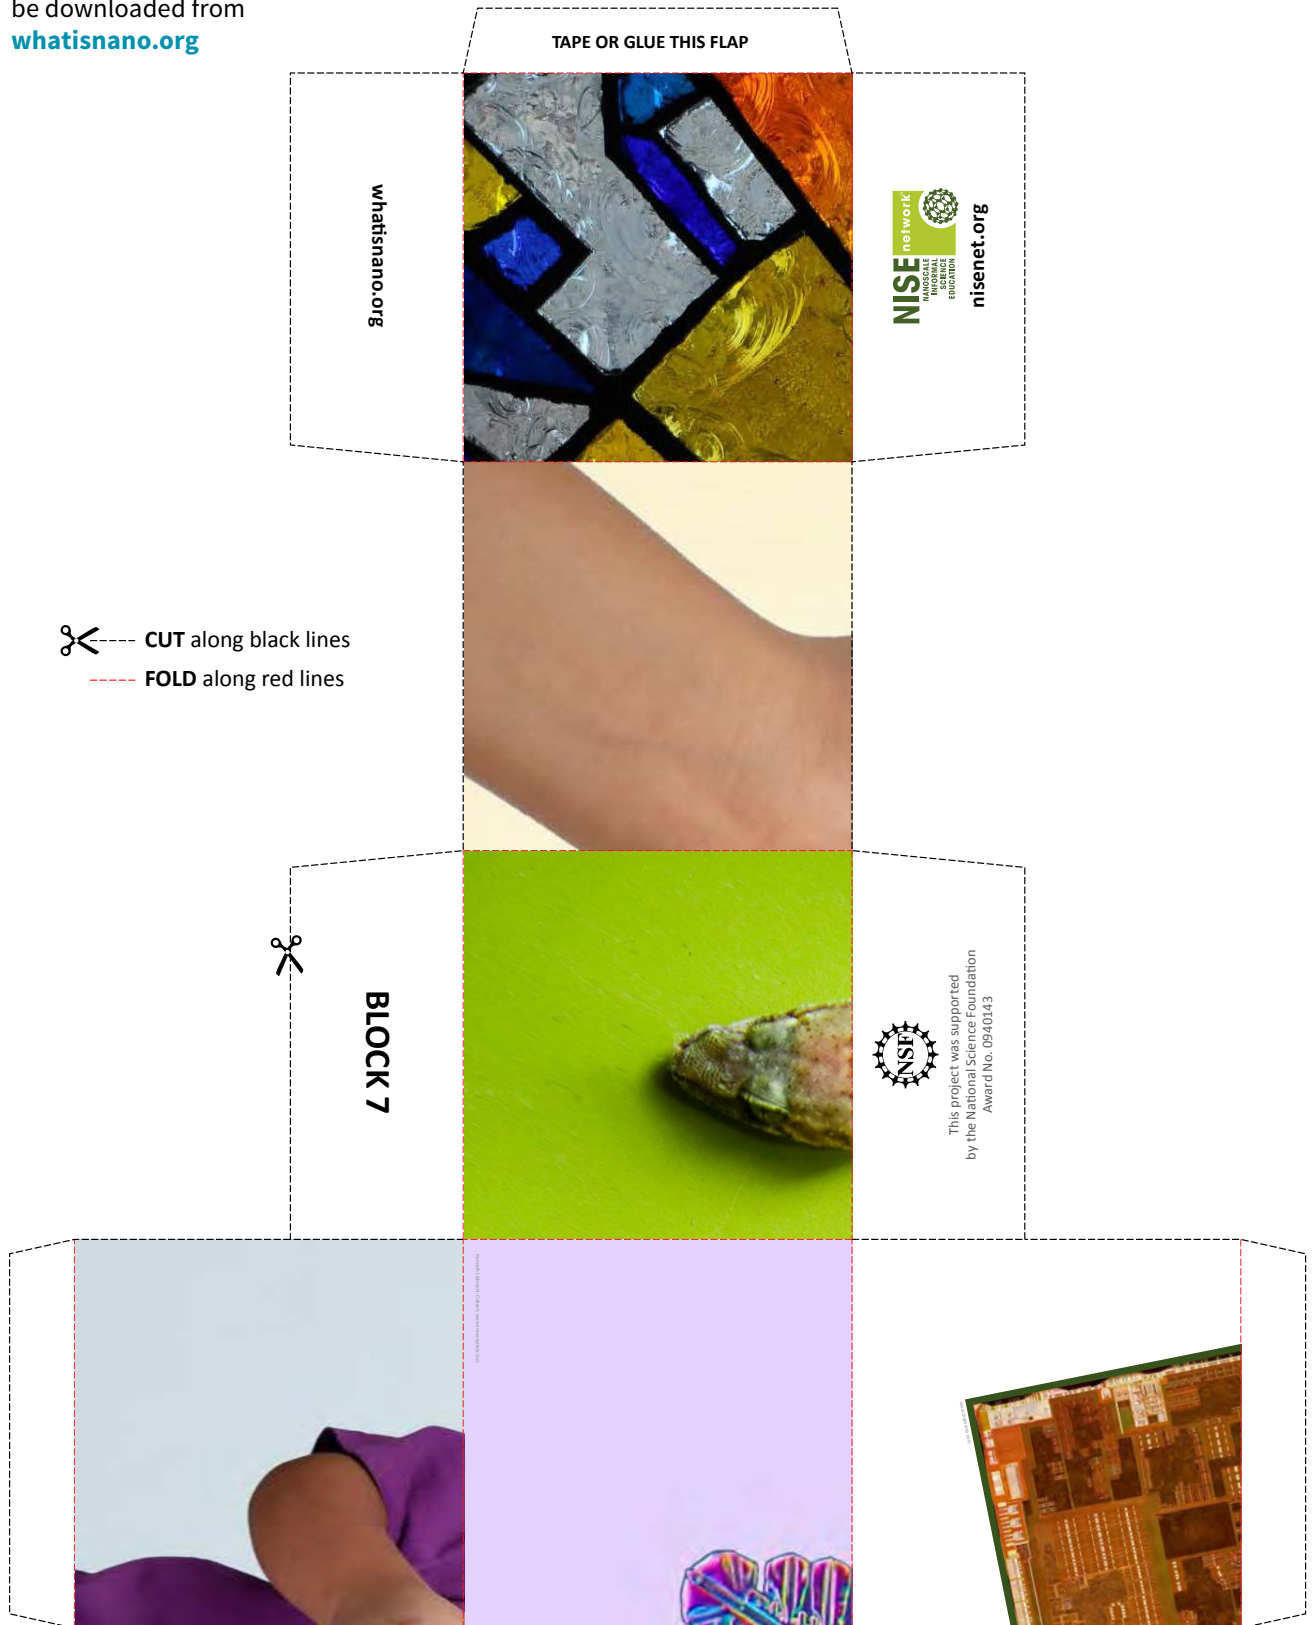 be downloaded from
whatisnano.org
TAPE OR GLUE THIS FLAP
whatisnano.org
NISE
network
NANOSCALE
INFORMAL
SCIENCE
EDUCATION
nisenet.org
CUT along black lines
FOLD along red lines
BLOCK 7
NSF
This project was supported
by the National Science Foundation
Award No. 0940143